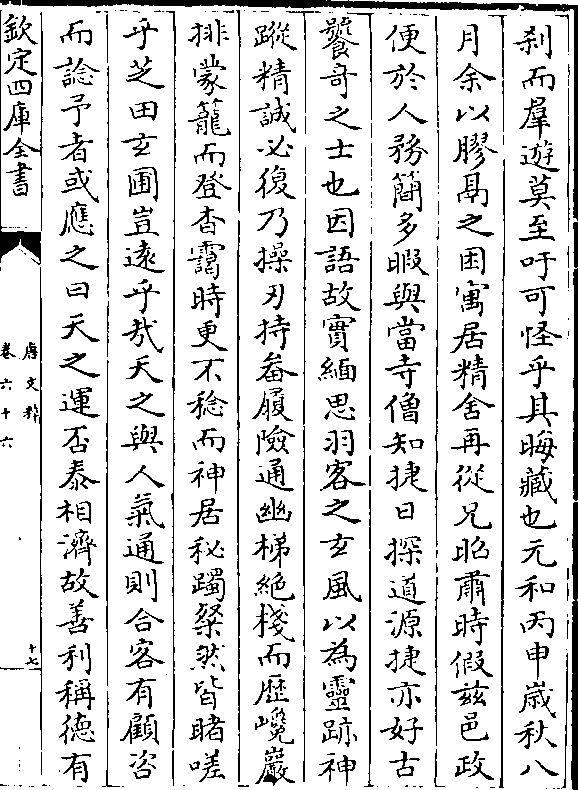 刹而羣遊莫至吁可怪乎其晦藏也元和丙申嵗秋八
月余以膠鬲之困寓居精舍再從兄昭肅時假兹邑政
便於人務簡多暇與當寺僧知捷日探道源捷亦好古
饕奇之士也因語故實緬思羽客之玄風以為靈跡神
蹤精誠必復乃操刃持畚履險通幽梯絶棧而歴巉巖
排蒙籠而登杳靄時更不稔而神居秘躅粲然皆睹嗟
乎芝田玄圃豈遠乎㢤天之與人氣通則合客有顧咨
而諗予者或應之曰天之運否泰相濟故善利稱徳有
欽定四庫全書
唐文粹
卷六十六
十七